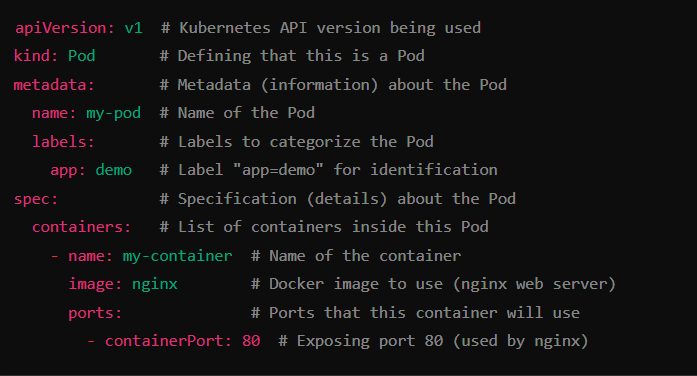 apiVersion: v1  # Kubernetes API version being used
kind: Pod       # Defining that this is a Pod
metadata:       # Metadata (information) about the Pod
  name: my-pod  # Name of the Pod
  labels:       # Labels to categorize the Pod
    app: demo   # Label "app=demo" for identification
spec:           # Specification (details) about the Pod
  containers:   # List of containers inside this Pod
    - name: my-container  # Name of the container
      image: nginx        # Docker image to use (nginx web server)
      ports:              # Ports that this container will use
        - containerPort: 80  # Exposing port 80 (used by nginx)